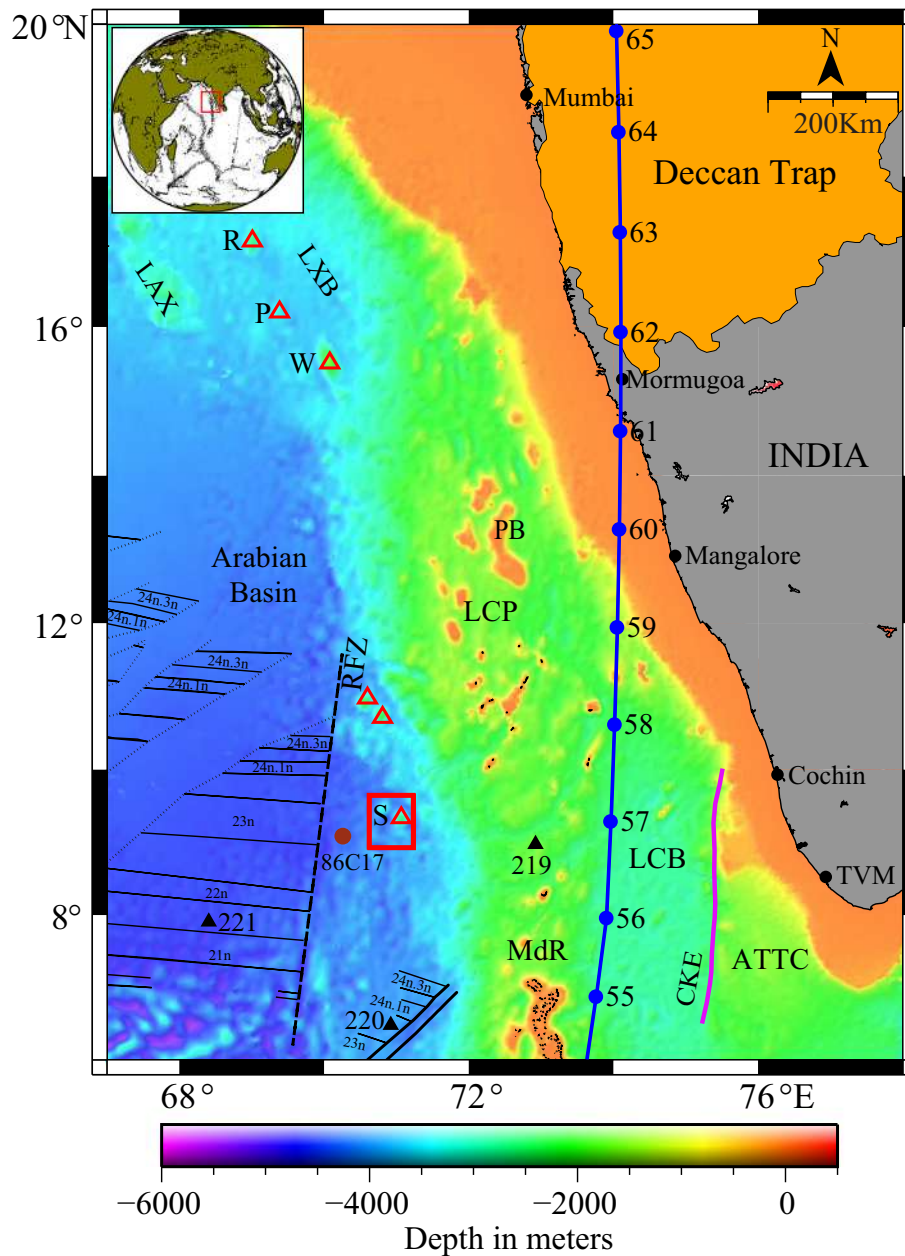 20°N
65
N
Mumbai
200Km
64
Deccan Trap
R
LXB
63
LAX
P
16°
62
W
Mormugoa
61
INDIA
PB
60
Arabian
Basin
Mangalore
24n.3n
24n.1n
LCP
12°
59
RFZ
24n.3n
24n.1n
58
24n.3n
24n.1n
Cochin
S
23n
57
86C17
219
LCB
TVM
22n
8°
221
56
21n
MdR
ATTC
CKE
24n.3n
55
24n.1n
220
23n
68°
72°
76°E
−6000
−4000
−2000
0
Depth in meters